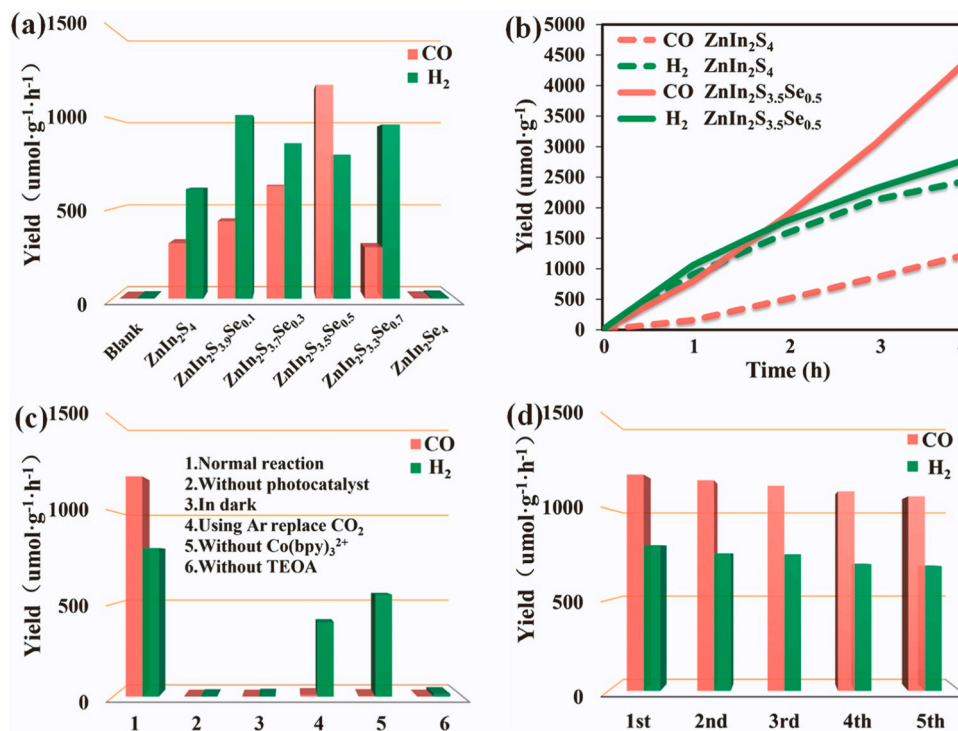 (a)
1500
1000
500
0
Yield（umol·g⁻¹·h⁻¹）
CO
H₂
Blank
ZnIn₂S₄
ZnIn₂S₃.₉Se₀.₁
ZnIn₂S₃.₇Se₀.₃
ZnIn₂S₃.₅Se₀.₅
ZnIn₂S₃.₃Se₀.₇
ZnIn₂Se₄
(b)
5000
4500
4000
3500
3000
2500
2000
1500
1000
500
0
Yield (umol·g⁻¹)
CO ZnIn₂S₄
H₂ ZnIn₂S₄
CO ZnIn₂S₃.₅Se₀.₅
H₂ ZnIn₂S₃.₅Se₀.₅
0 1 2 3
Time (h)
(c)
1500
1000
500
0
Yield（umol·g⁻¹·h⁻¹）
CO
H₂
1.Normal reaction
2.Without photocatalyst
3.In dark
4.Using Ar replace CO₂
5.Without Co(bpy)₃²⁺
6.Without TEOA
1 2 3 4 5 6
(d)
1500
1000
500
0
Yield（umol·g⁻¹·h⁻¹）
CO
H₂
1st 2nd 3rd 4th 5th